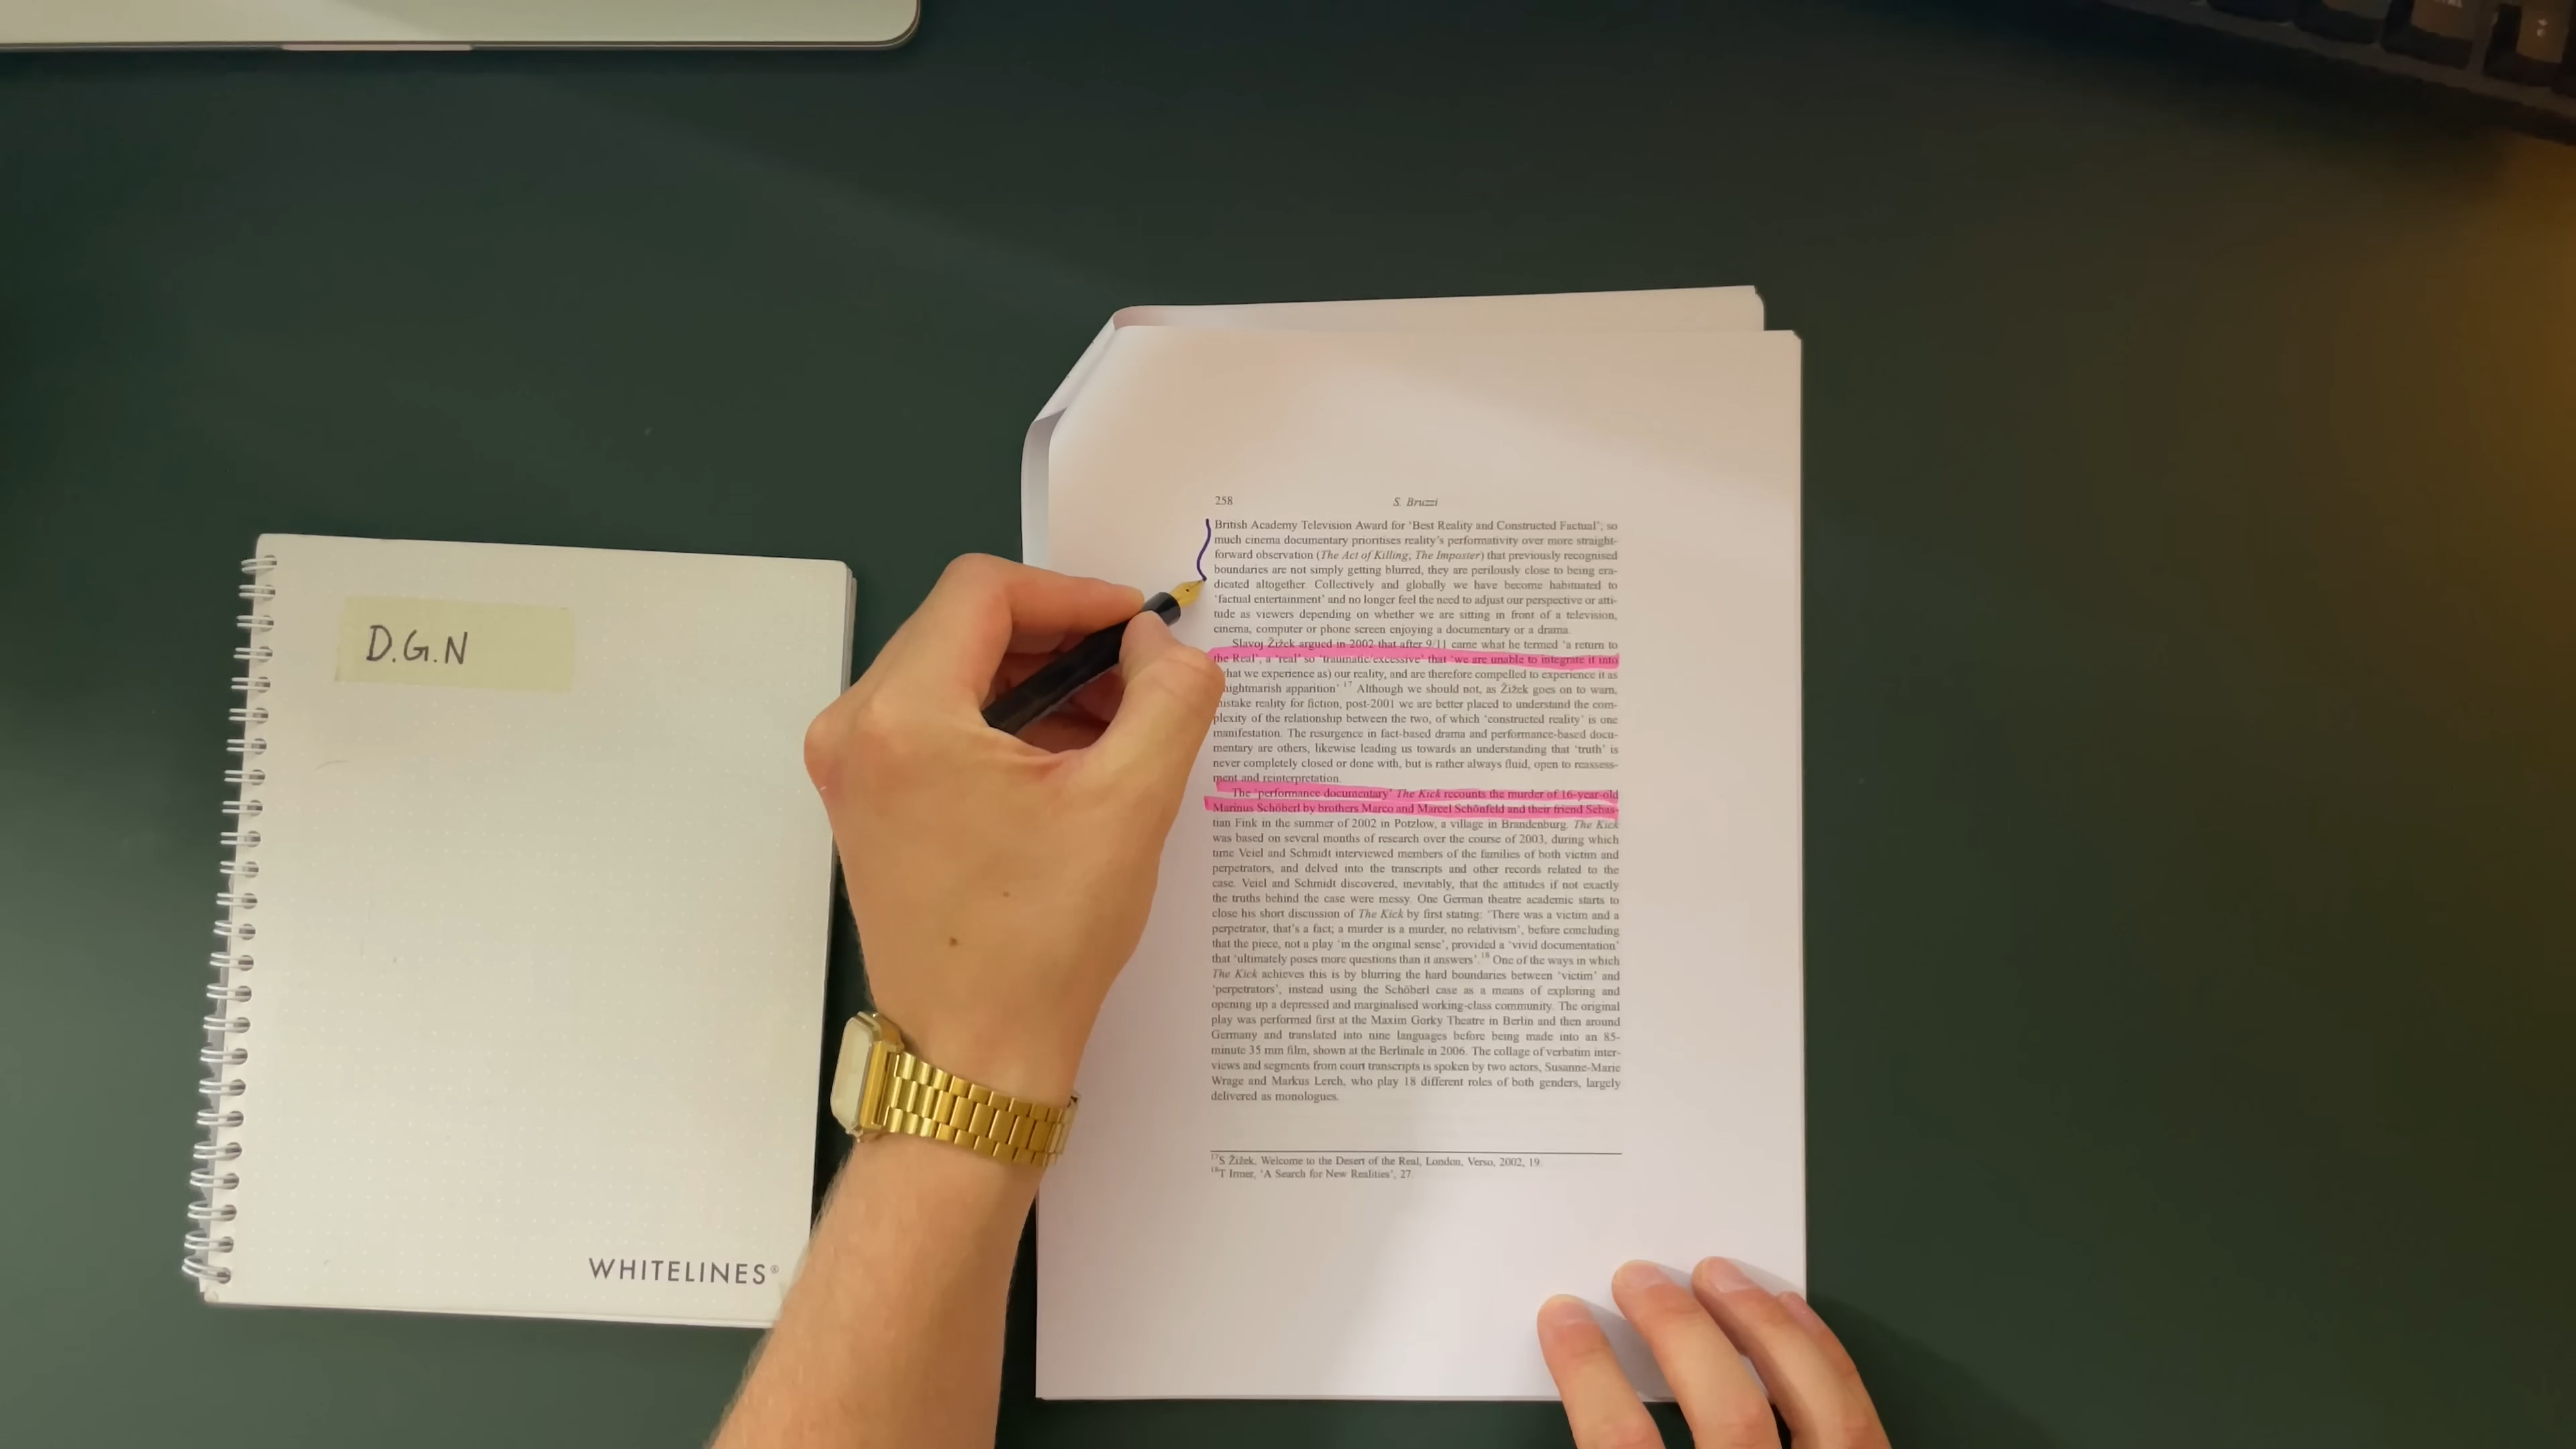 D.G.N
WHITELINES®
258
S. Bruzzi
British Academy Television Award for ‘Best Reality and Constructed Factual’; so
much cinema documentary prioritises reality’s performativity over more straight-
forward observation (The Act of Killing, The Imposter) that previously recognised
boundaries are not simply getting blurred, they are perilously close to being era-
dicated altogether. Collectively and globally we have become habituated to
‘factual entertainment’ and no longer feel the need to adjust our perspective or atti-
tude as viewers depending on whether we are sitting in front of a television,
cinema, computer or phone screen enjoying a documentary or a drama.
Slavoj Žižek argued in 2002 that after 9/11 came what he termed ‘a return to
the Real’, a ‘real’ so ‘traumatic/excessive’ that ‘we are unable to integrate it into
what we experience as) our reality, and are therefore compelled to experience it as
nightmarish apparition’.17 Although we should not, as Žižek goes on to warn,
mistake reality for fiction, post-2001 we are better placed to understand the com-
plexity of the relationship between the two, of which ‘constructed reality’ is one
manifestation. The resurgence in fact-based drama and performance-based docu-
mentary are others, likewise leading us towards an understanding that ‘truth’ is
never completely closed or done with, but is rather always fluid, open to reassess-
ment and reinterpretation.
The ‘performance documentary’ The Kick recounts the murder of 16-year-old
Marinus Schöberl by brothers Marco and Marcel Schönfeld and their friend Sebas-
tian Fink in the summer of 2002 in Potzlow, a village in Brandenburg. The Kick
was based on several months of research over the course of 2003, during which
time Veiel and Schmidt interviewed members of the families of both victim and
perpetrators, and delved into the transcripts and other records related to the
case. Veiel and Schmidt discovered, inevitably, that the attitudes if not exactly
the truths behind the case were messy. One German theatre academic starts to
close his short discussion of The Kick by first stating: ‘There was a victim and a
perpetrator, that’s a fact; a murder is a murder, no relativism’, before concluding
that the piece, not a play ‘in the original sense’, provided a ‘vivid documentation’
that ‘ultimately poses more questions than it answers’.18 One of the ways in which
The Kick achieves this is by blurring the hard boundaries between ‘victim’ and
‘perpetrators’, instead using the Schöberl case as a means of exploring and
opening up a depressed and marginalised working-class community. The original
play was performed first at the Maxim Gorky Theatre in Berlin and then around
Germany and translated into nine languages before being made into an 85-
minute 35 mm film, shown at the Berlinale in 2006. The collage of verbatim inter-
views and segments from court transcripts is spoken by two actors, Susanne-Marie
Wrage and Markus Lerch, who play 18 different roles of both genders, largely
delivered as monologues.
17S Žižek, Welcome to the Desert of the Real, London, Verso, 2002, 19.
18T Irmer, ‘A Search for New Realities’, 27.